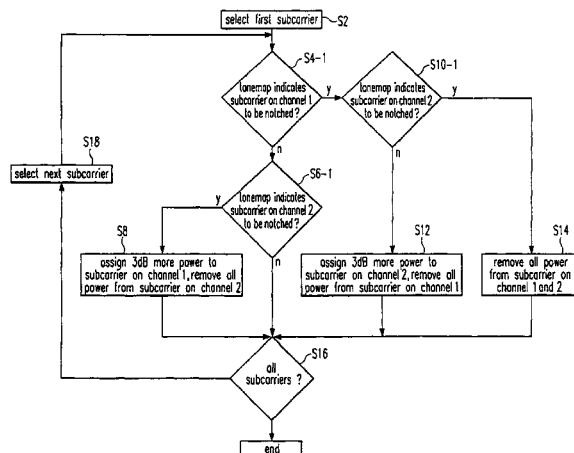 select first subcarrier
S2
S4-1
tonemap indicates
subcarrier on channel 1
to be notched?
y
n
S10-1
tonemap indicates
subcarrier on channel 2
to be notched?
y
n
S18
select next subcarrier
S6-1
tonemap indicates
subcarrier on channel 2
to be notched?
y
n
S8
assign 3dB more power to
subcarrier on channel 1, remove all
power from subcarrier on channel 2
S12
assign 3dB more power to
subcarrier on channel 2, remove all
power from subcarrier on channel 1
S14
remove all power
from subcarrier on
channel 1 and 2
S16
all
subcarriers ?
end